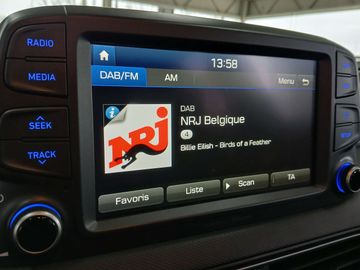 RADIO
MEDIA
SEEK
TRACK
13:58
DAB/FM
AM
Menu
DAB
NRJ Belgique
4
Billie Eilish - Birds of a Feather
i
NRJ
Favoris
Liste
Scan
TA